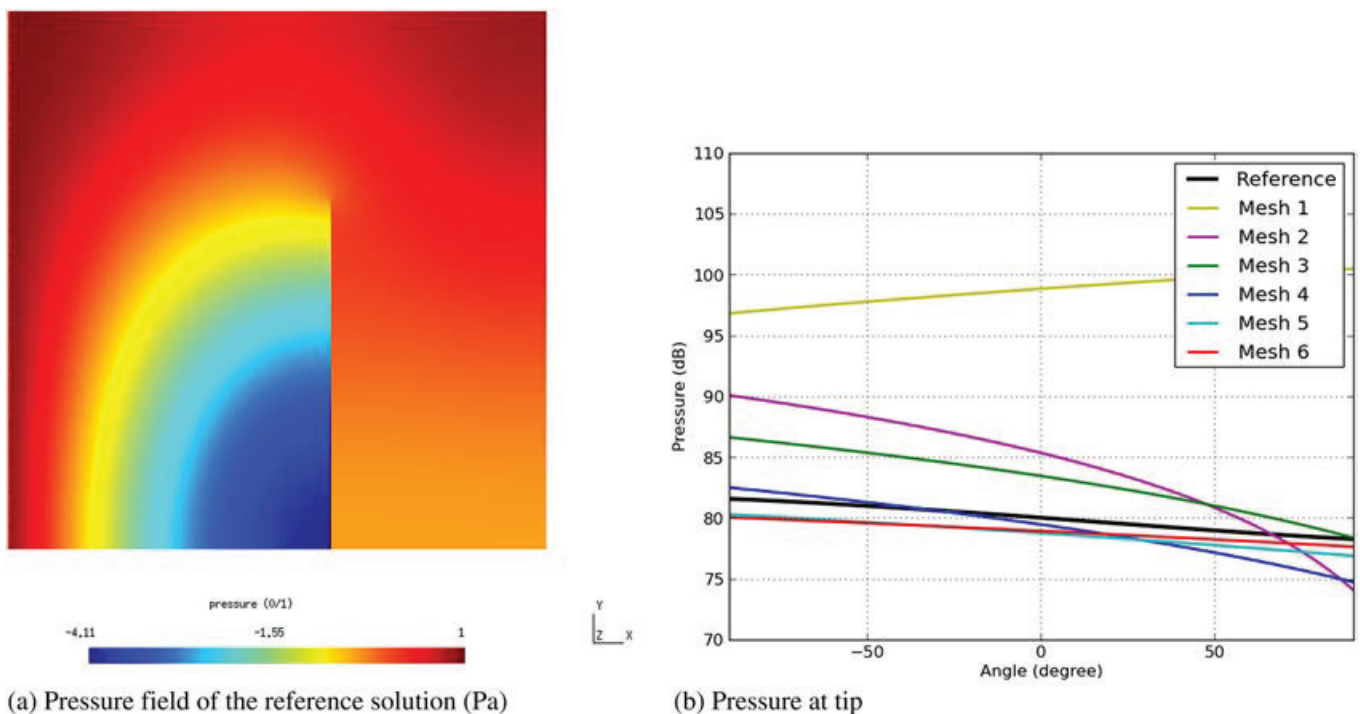 pressure (0/1)
-4.11 -1.55 1
Y
Z X
(a) Pressure field of the reference solution (Pa)
110
105
100
95
90
85
80
75
70
Pressure (dB)
−50 0 50
Angle (degree)
Reference
Mesh 1
Mesh 2
Mesh 3
Mesh 4
Mesh 5
Mesh 6
(b) Pressure at tip